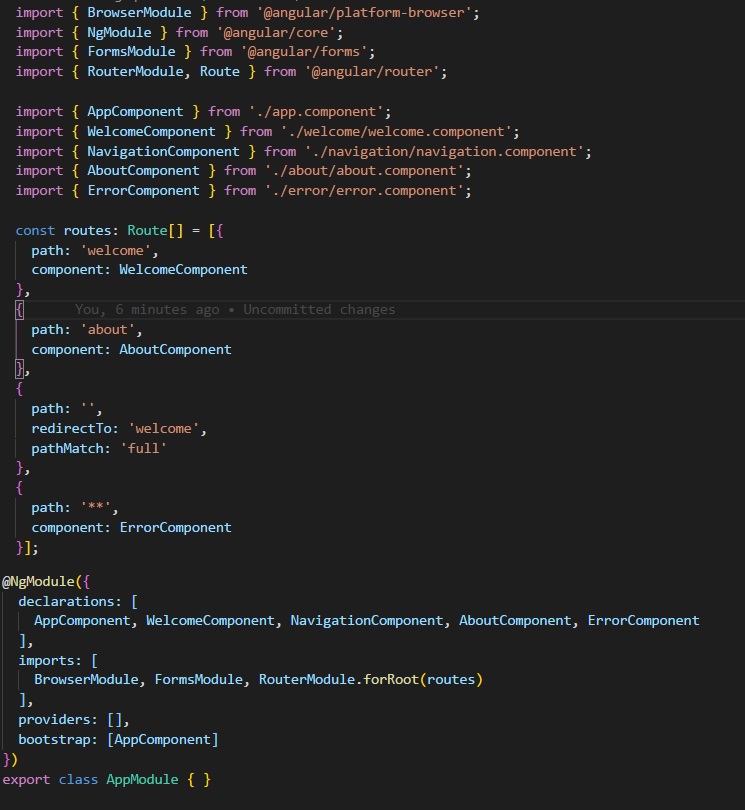 import { BrowserModule } from '@angular/platform-browser';
import { NgModule } from '@angular/core';
import { FormsModule } from '@angular/forms';
import { RouterModule, Route } from '@angular/router';
import { AppComponent } from './app.component';
import { WelcomeComponent } from './welcome/welcome.component';
import { NavigationComponent } from './navigation/navigation.component';
import { AboutComponent } from './about/about.component';
import { ErrorComponent } from './error/error.component';
const routes: Route[] = [{
path: 'welcome',
component: WelcomeComponent
},
{ You, 6 minutes ago • Uncommitted changes
path: 'about',
component: AboutComponent
},
{
path: '',
redirectTo: 'welcome',
pathMatch: 'full'
},
{
path: '**',
component: ErrorComponent
}];
@NgModule({
declarations: [
AppComponent, WelcomeComponent, NavigationComponent, AboutComponent, ErrorComponent
],
imports: [
BrowserModule, FormsModule, RouterModule.forRoot(routes)
],
providers: [],
bootstrap: [AppComponent]
})
export class AppModule { }